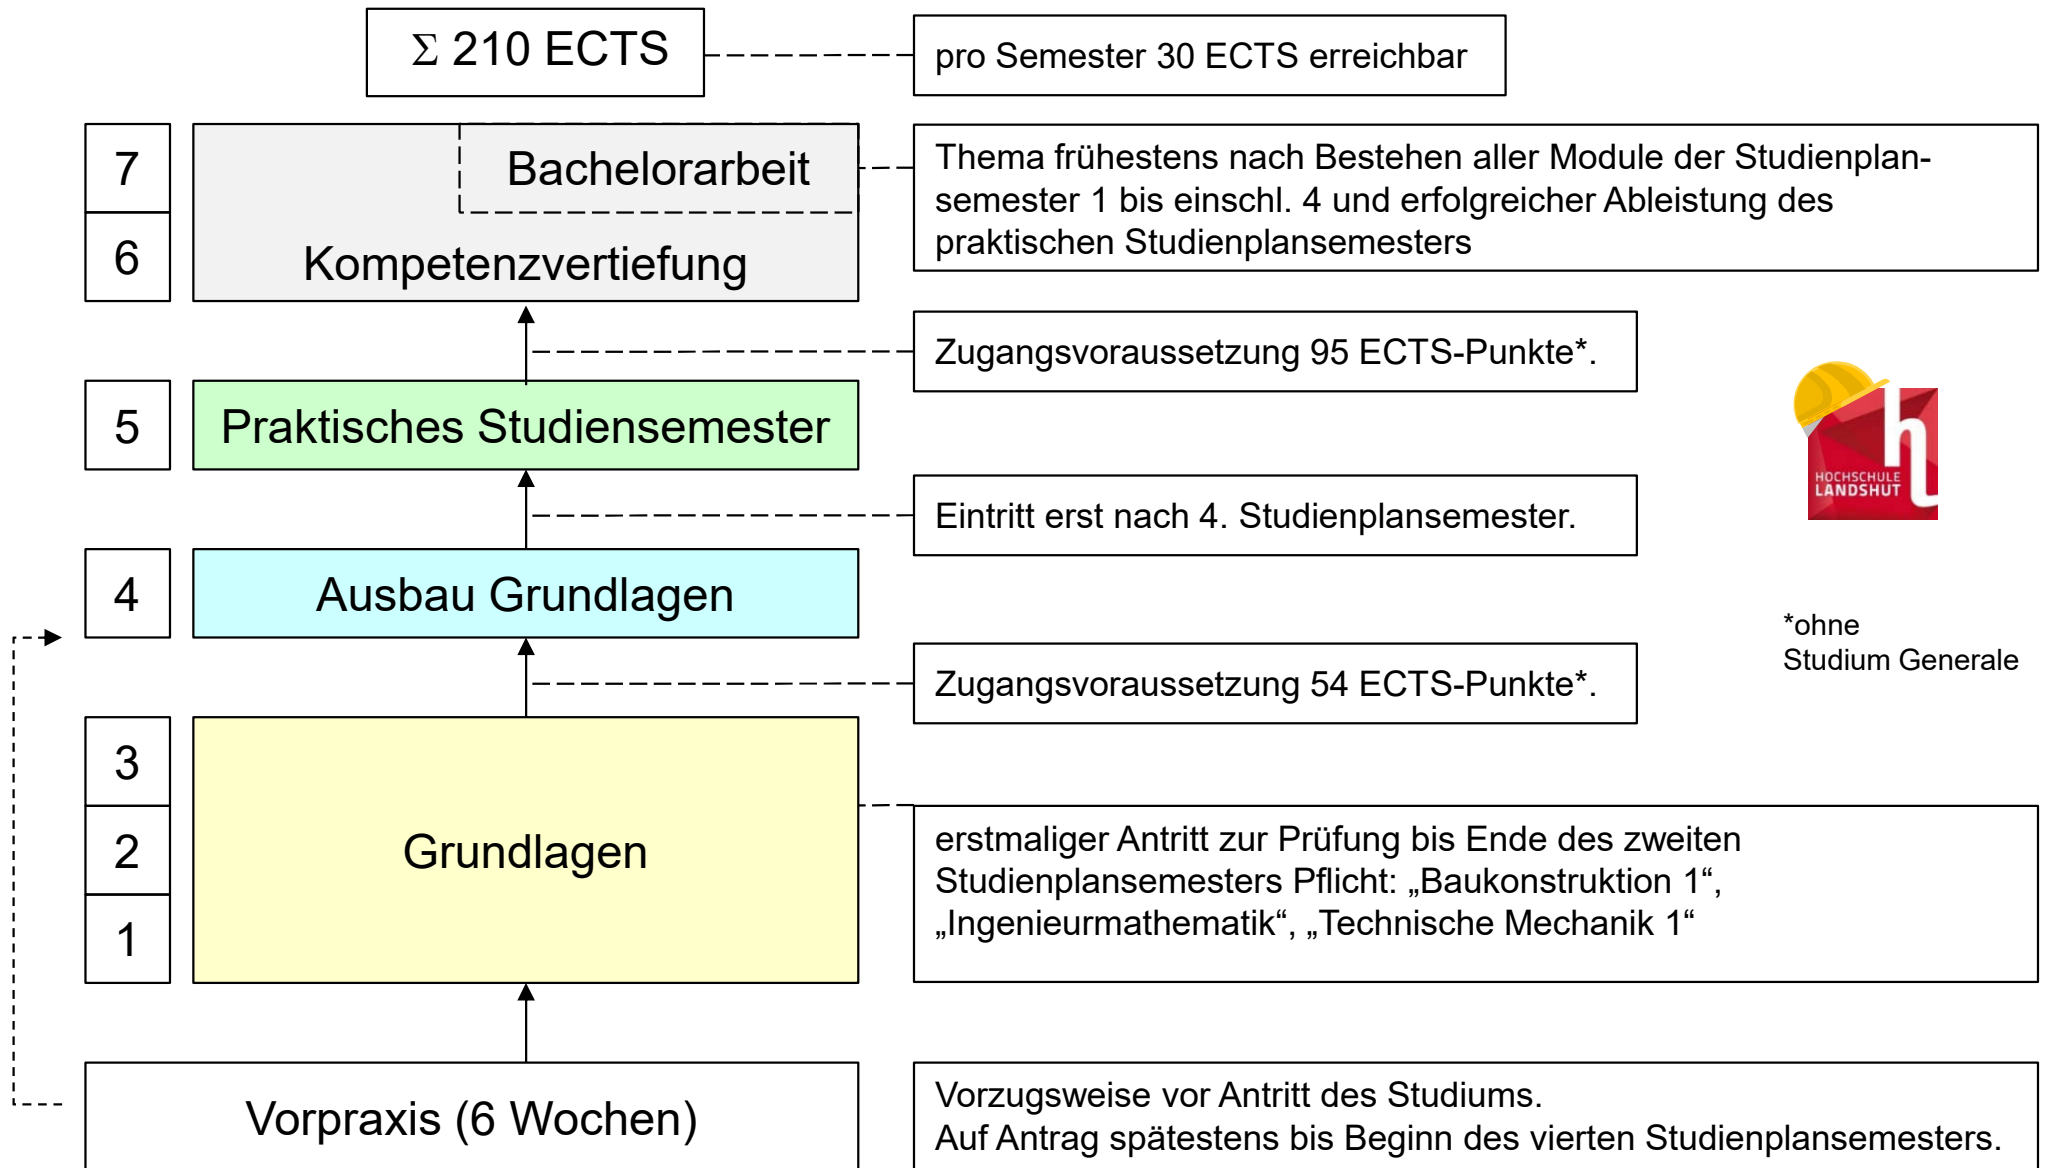 Σ 210 ECTS
pro Semester 30 ECTS erreichbar
7
Bachelorarbeit
Thema frühestens nach Bestehen aller Module der Studienplan-
semester 1 bis einschl. 4 und erfolgreicher Ableistung des
praktischen Studienplansemesters
6
Kompetenzvertiefung
Zugangsvoraussetzung 95 ECTS-Punkte*.
5
Praktisches Studiensemester
HOCHSCHULE
LANDSHUT
Eintritt erst nach 4. Studienplansemester.
4
Ausbau Grundlagen
*ohne
Studium Generale
Zugangsvoraussetzung 54 ECTS-Punkte*.
3
2
1
Grundlagen
erstmaliger Antritt zur Prüfung bis Ende des zweiten
Studienplansemesters Pflicht: „Baukonstruktion 1“,
„Ingenieurmathematik“, „Technische Mechanik 1“
Vorpraxis (6 Wochen)
Vorzugsweise vor Antritt des Studiums.
Auf Antrag spätestens bis Beginn des vierten Studienplansemesters.